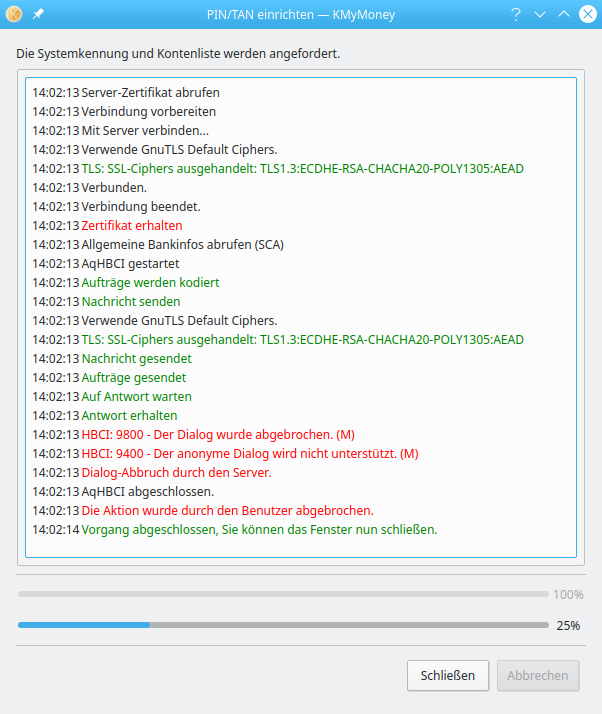 PIN/TAN einrichten — KMyMoney
Die Systemkennung und Kontenliste werden angefordert.
14:02:13 Server-Zertifikat abrufen
14:02:13 Verbindung vorbereiten
14:02:13 Mit Server verbinden...
14:02:13 Verwende GnuTLS Default Ciphers.
14:02:13 TLS: SSL-Ciphers ausgehandelt: TLS1.3:ECDHE-RSA-CHACHA20-POLY1305:AEAD
14:02:13 Verbunden.
14:02:13 Verbindung beendet.
14:02:13 Zertifikat erhalten
14:02:13 Allgemeine Bankinfos abrufen (SCA)
14:02:13 AqHBCI gestartet
14:02:13 Aufträge werden kodiert
14:02:13 Nachricht senden
14:02:13 Verwende GnuTLS Default Ciphers.
14:02:13 TLS: SSL-Ciphers ausgehandelt: TLS1.3:ECDHE-RSA-CHACHA20-POLY1305:AEAD
14:02:13 Nachricht gesendet
14:02:13 Aufträge gesendet
14:02:13 Auf Antwort warten
14:02:13 Antwort erhalten
14:02:13 HBCI: 9800 - Der Dialog wurde abgebrochen. (M)
14:02:13 HBCI: 9400 - Der anonyme Dialog wird nicht unterstützt. (M)
14:02:13 Dialog-Abbruch durch den Server.
14:02:13 AqHBCI abgeschlossen.
14:02:13 Die Aktion wurde durch den Benutzer abgebrochen.
14:02:14 Vorgang abgeschlossen, Sie können das Fenster nun schließen.
100%
25%
Schließen Abbrechen